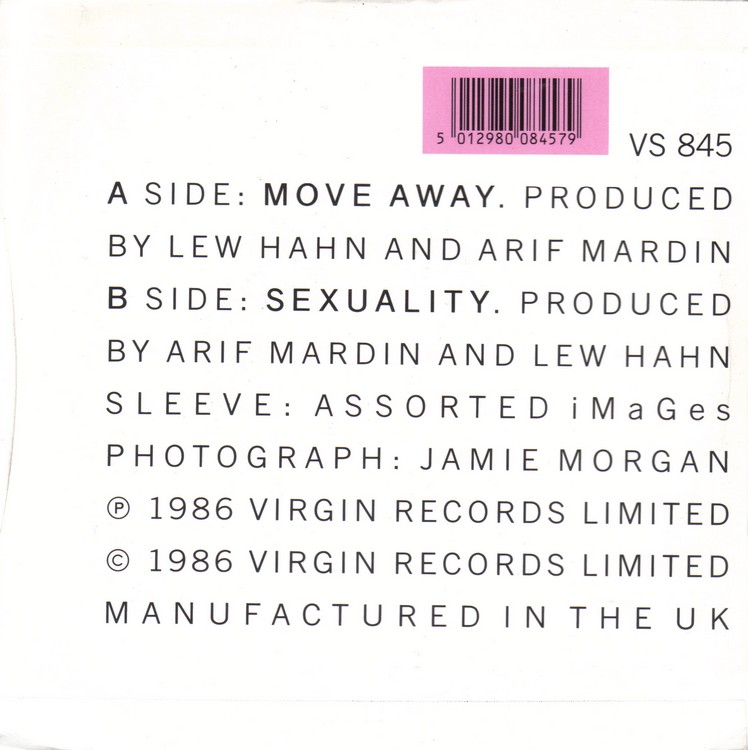 5 012980 084579
VS 845
A SIDE: MOVE AWAY. PRODUCED
BY LEW HAHN AND ARIF MARDIN
B SIDE: SEXUALITY. PRODUCED
BY ARIF MARDIN AND LEW HAHN
SLEEVE: ASSORTED iMaGes
PHOTOGRAPH: JAMIE MORGAN
℗ 1986 VIRGIN RECORDS LIMITED
© 1986 VIRGIN RECORDS LIMITED
MANUFACTURED IN THE UK